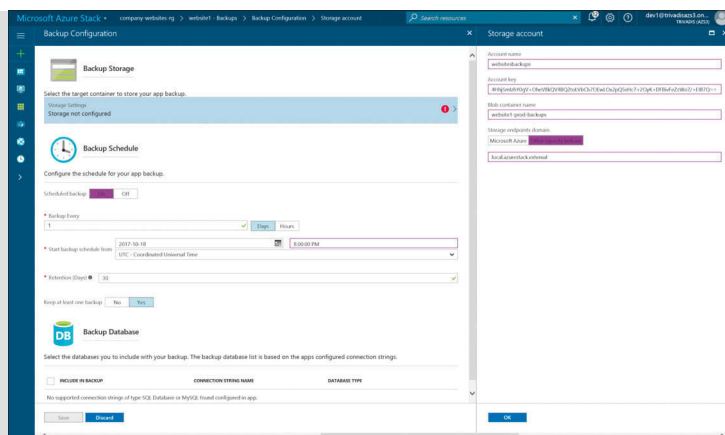 Microsoft Azure Stack
company-websites-rg > website1 - Backups > Backup Configuration > Storage account
Search resources
dev1@trivadisazs3.on...
TRIVADIS (AZS3)
Backup Configuration
Backup Storage
Select the target container to store your app backup.
Storage Settings
Storage not configured
Backup Schedule
Configure the schedule for your app backup.
Scheduled backup
On
Off
* Backup Every
1
Days
Hours
* Start backup schedule from
2017-10-18
8:00:00 PM
UTC - Coordinated Universal Time
* Retention (Days)
30
Keep at least one backup
No
Yes
DB
Backup Database
Select the databases you to include with your backup. The backup database list is based on the apps configured connection strings.
INCLUDE IN BACKUP
CONNECTION STRING NAME
DATABASE TYPE
No supported connection strings of type SQL Database or MySQL found configured in app.
Save
Discard
Storage account
Account name
websitesbackups
Account key
Blob container name
website1-prod-backups
Storage endpoints domain
Microsoft Azure
local.azurestack.external
OK